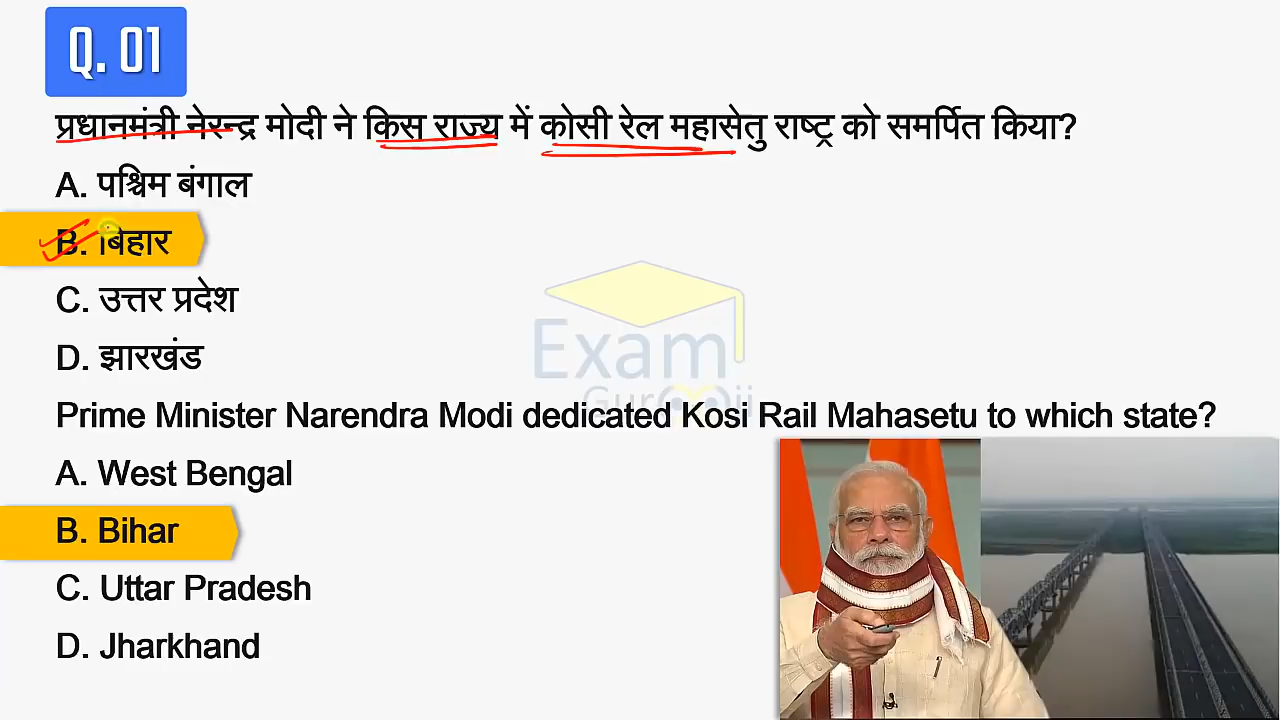 Q. 01
प्रधानमंत्री नेरन्द्र मोदी ने किस राज्य में कोसी रेल महासेतु राष्ट्र को समर्पित किया?
A. पश्चिम बंगाल
B. बिहार
C. उत्तर प्रदेश
D. झारखंड
Exam
Prime Minister Narendra Modi dedicated Kosi Rail Mahasetu to which state?
A. West Bengal
B. Bihar
C. Uttar Pradesh
D. Jharkhand